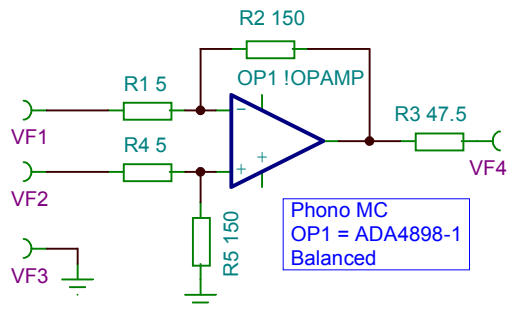 R2 150
R1 5
OP1 !OPAMP
R3 47.5
VF1
R4 5
VF4
VF2
R5 150
Phono MC
OP1 = ADA4898-1
Balanced
VF3